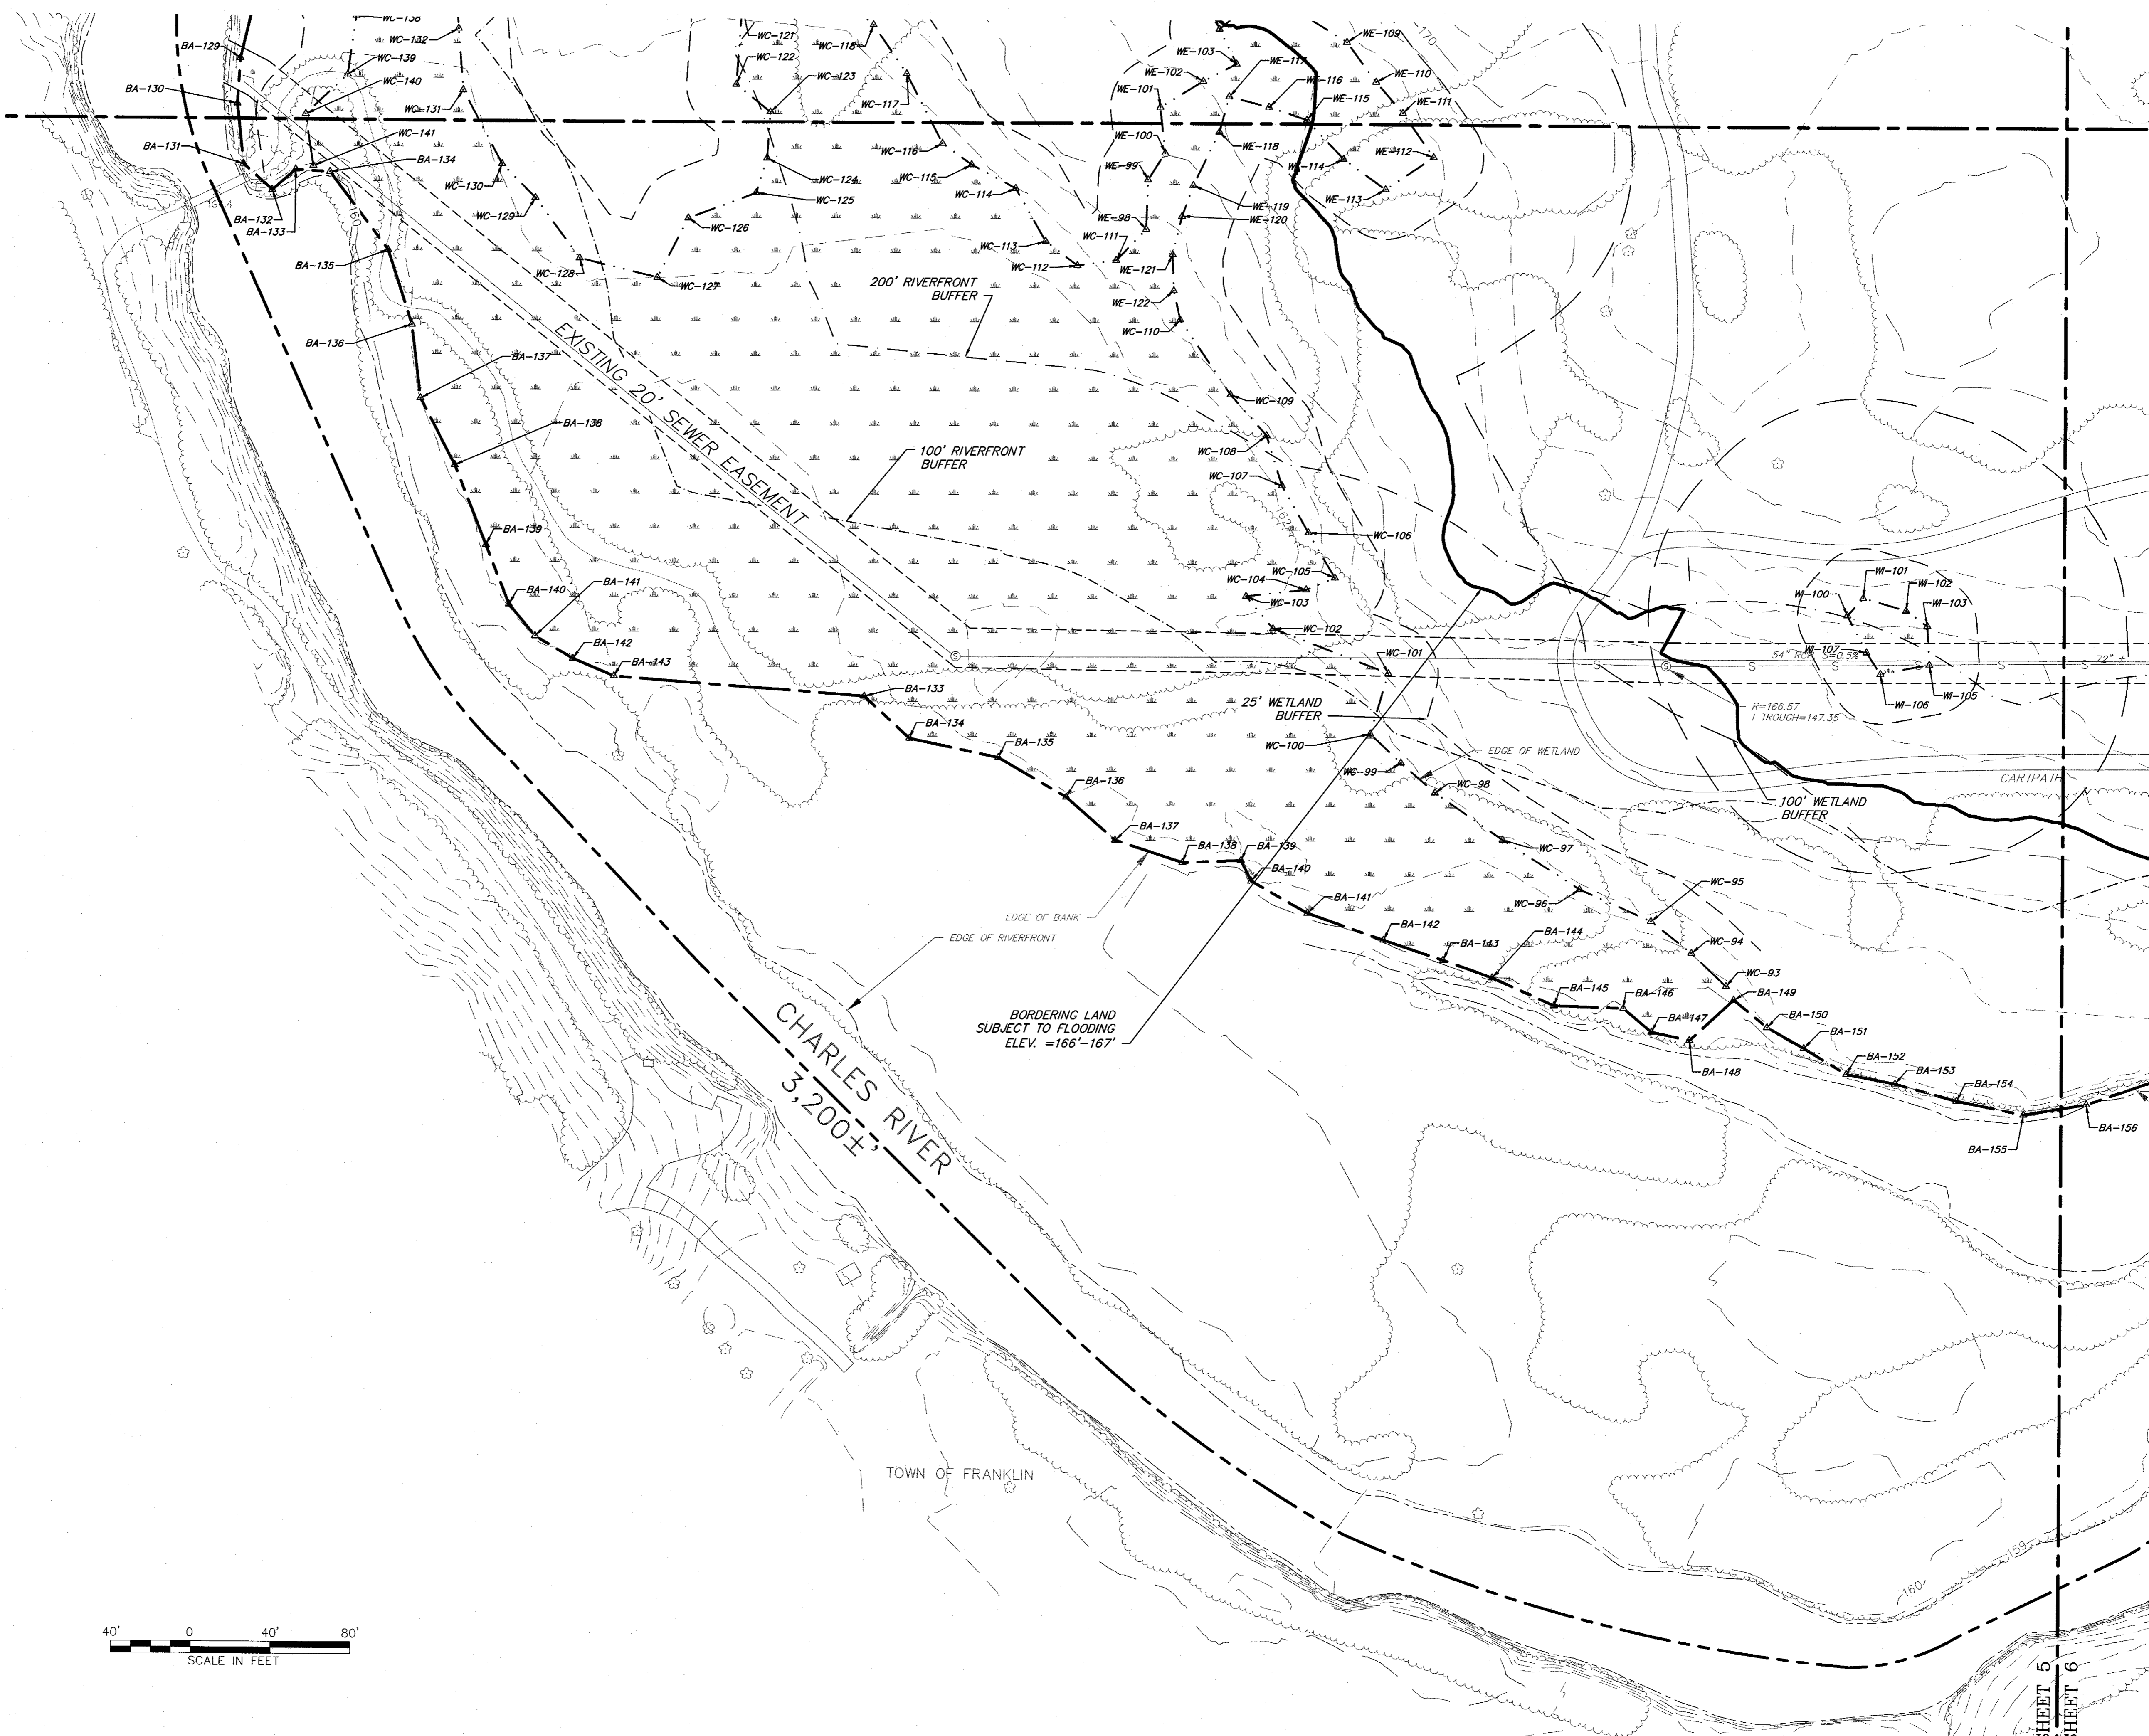 WC-138
BA-129
WC-132
WC-121
WC-118
WE-109
170
WE-103
WC-139
WC-122
WE-117
WE-102
WC-123
WE-110
WC-140
WE-116
BA-130
WC-131
WE-101
WC-117
WE-111
WE-115
WC-141
WE-100
WE-118
BA-131
BA-134
WC-116
WE-112
WE-99
WE-114
WC-115
WC-124
WC-130
WC-114
WC-125
WE-113
WE-119
WC-129
WE-98
WE-120
BA-132
BA-133
160
WC-126
WC-111
WC-113
BA-135
WC-112
WE-121
WC-128
WC-127
200' RIVERFRONT
BUFFER
WE-122
WC-110
BA-136
EXISTING 20' SEWER EASEMENT
BA-137
WC-109
BA-138
100' RIVERFRONT
BUFFER
WC-108
WC-107
162
BA-139
WC-106
WC-105
WI-101
BA-141
WC-104
WI-102
BA-140
WI-100
WC-103
WI-103
WC-102
BA-142
S
WI-107
WC-101
BA-143
54" RCP S=0.5%
S
S
S
S
S
S
S
72" ±
BA-133
WI-105
25' WETLAND
BUFFER
WI-106
R=166.57
I TROUGH=147.35
BA-134
BA-135
WC-100
EDGE OF WETLAND
WC-99
BA-136
WC-98
CARTPATH
100' WETLAND
BUFFER
BA-137
BA-138
BA-139
WC-97
BA-140
WC-95
BA-141
WC-96
EDGE OF BANK
BA-142
BA-144
EDGE OF RIVERFRONT
BA-143
WC-94
WC-93
BA-145
BA-146
BA-149
BORDERING LAND
SUBJECT TO FLOODING
ELEV. =166'-167'
BA-147
BA-150
BA-151
CHARLES RIVER
3,200±'
BA-152
BA-148
BA-153
BA-154
BA-156
BA-155
TOWN OF FRANKLIN
159
160
40' 0 40' 80'
SCALE IN FEET
SHEET 5
SHEET 6